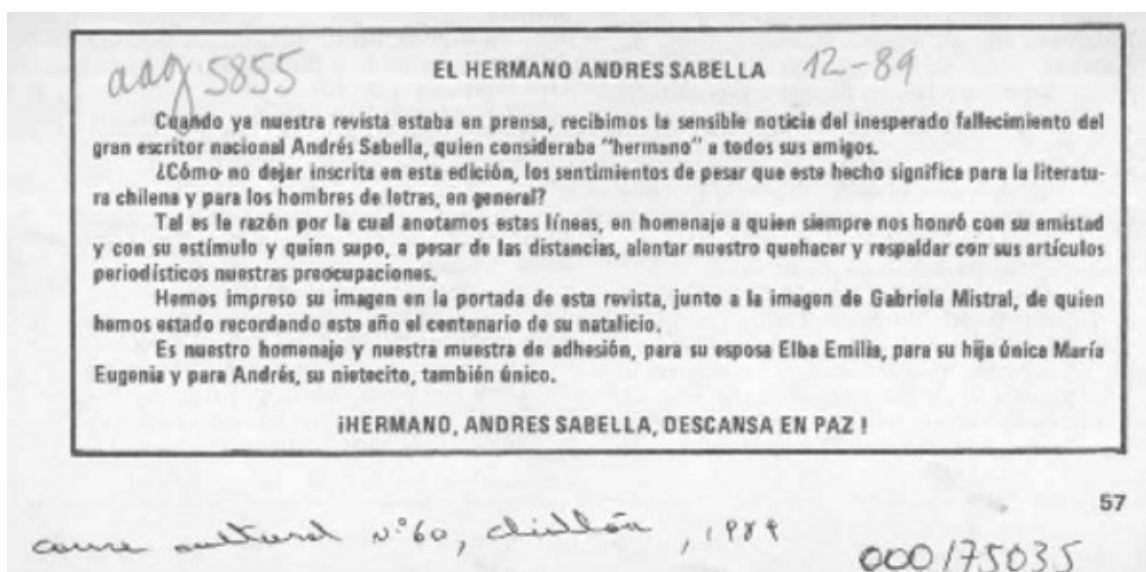 aag 5855
EL HERMANO ANDRES SABELLA 12-89
Cuando ya nuestra revista estaba en prensa, recibimos la sensible noticia del inesperado fallecimiento del
gran escritor nacional Andrés Sabella, quien consideraba "hermano" a todos sus amigos.
¿Cómo no dejar inscrita en esta edición, los sentimientos de pesar que este hecho significa para la literatu-
ra chilena y para los hombres de letras, en general?
Tal es la razón por la cual anotamos estas líneas, en homenaje a quien siempre nos honró con su amistad
y con su estímulo y quien supo, a pesar de las distancias, alentar nuestro quehacer y respaldar con sus artículos
periodísticos nuestras preocupaciones.
Hemos impreso su imagen en la portada de esta revista, junto a la imagen de Gabriela Mistral, de quien
hemos estado recordando este año el centenario de su natalicio.
Es nuestro homenaje y nuestra muestra de adhesión, para su esposa Elba Emilia, para su hija única María
Eugenia y para Andrés, su nietecito, también único.
¡HERMANO, ANDRES SABELLA, DESCANSA EN PAZ !
57
cultural n°60, chillán, 1989
000175035